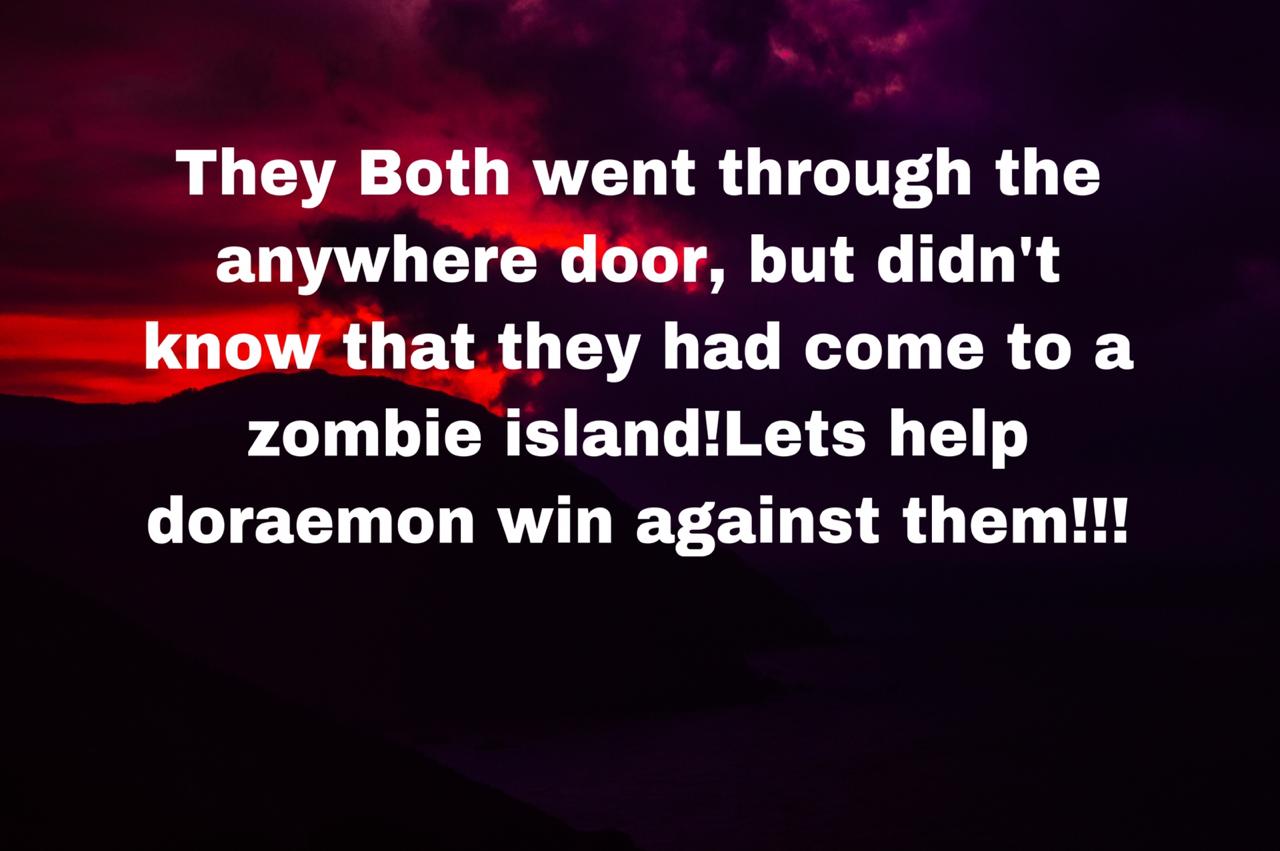 They Both went through the
anywhere door, but didn't
know that they had come to a
zombie island!Lets help
doraemon win against them!!!